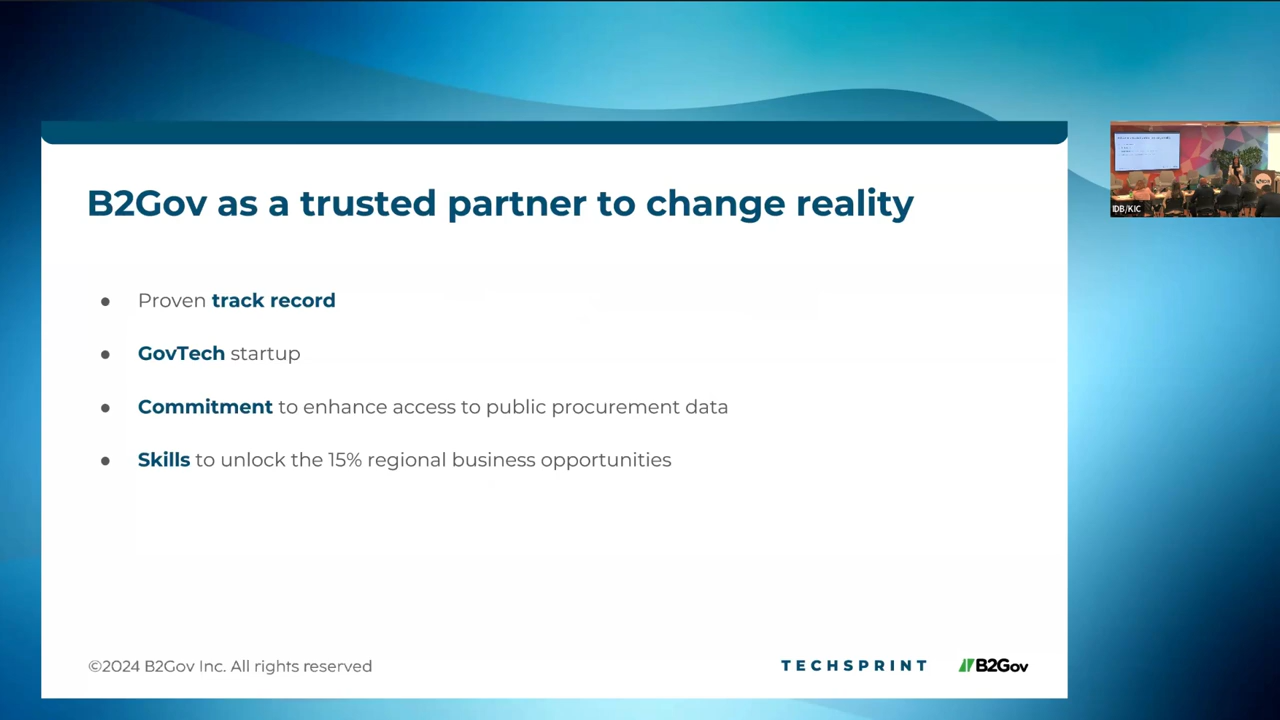 B2Gov as a trusted partner to change reality
● Proven track record
● GovTech startup
● Commitment to enhance access to public procurement data
● Skills to unlock the 15% regional business opportunities
©2024 B2Gov Inc. All rights reserved
TECHSPRINT
B2Gov
IDB/KIC